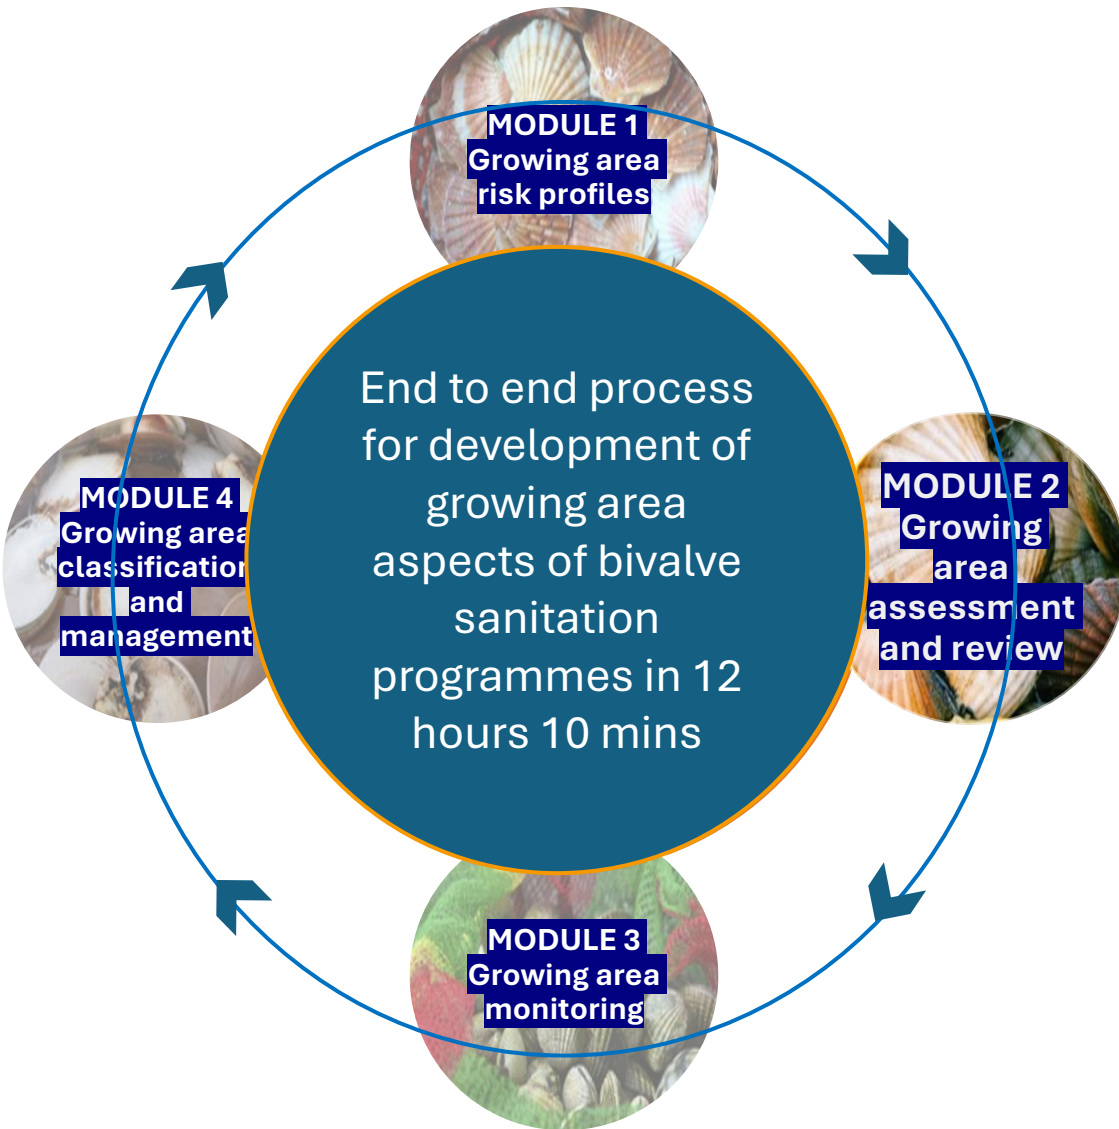 MODULE 1
Growing area
risk profiles
End to end process
for development of
growing area
aspects of bivalve
sanitation
programmes in 12
hours 10 mins
MODULE 2
Growing
area
assessment
and review
MODULE 3
Growing area
monitoring
MODULE 4
Growing area
classification
and
management